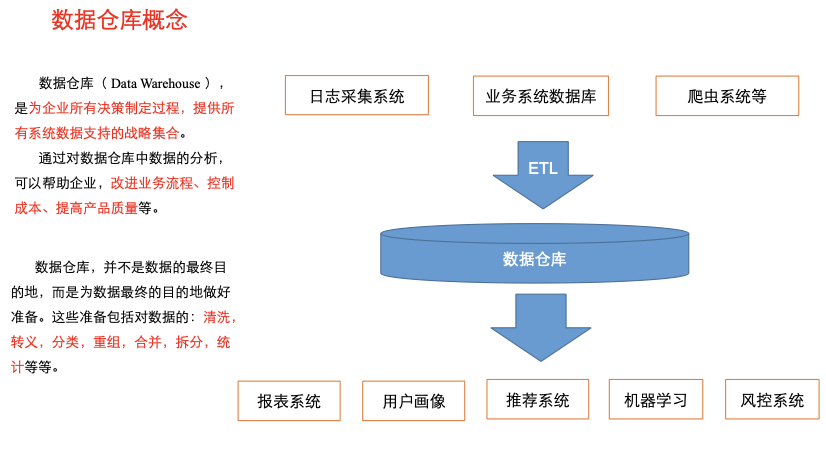 数据仓库概念
数据仓库（ Data Warehouse ），
是为企业所有决策制定过程，提供所
有系统数据支持的战略集合。
通过对数据仓库中数据的分析，
可以帮助企业，改进业务流程、控制
成本、提高产品质量等。
数据仓库，并不是数据的最终目
的地，而是为数据最终的目的地做好
准备。这些准备包括对数据的：清洗，
转义，分类，重组，合并，拆分，统
计等等。
日志采集系统
业务系统数据库
爬虫系统等
ETL
数据仓库
报表系统
用户画像
推荐系统
机器学习
风控系统